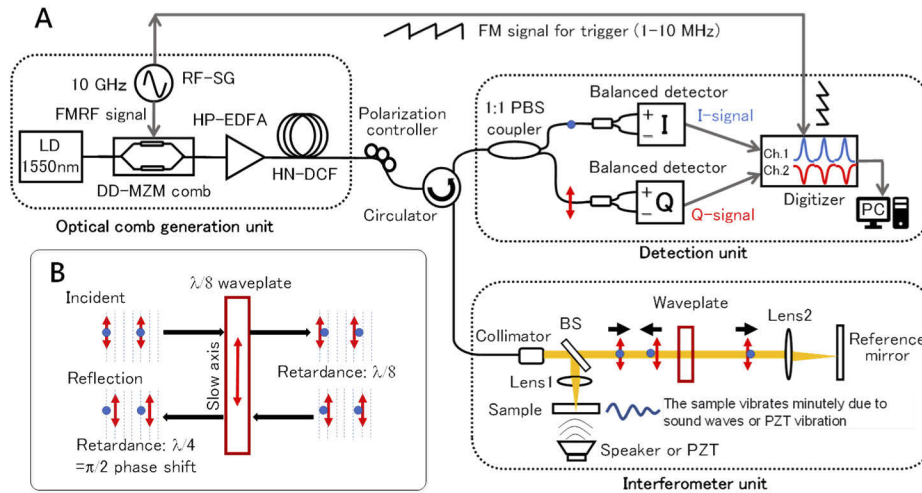 A
FM signal for trigger (1-10 MHz)
10 GHz
RF-SG
FMRF signal
LD
1550nm
DD-MZM comb
HP-EDFA
HN-DCF
Optical comb generation unit
Polarization
controller
Circulator
1:1 PBS
coupler
Balanced detector
+
−
I
I-signal
Balanced detector
+
−
Q
Q-signal
Ch.1
Ch.2
Digitizer
PC
Detection unit
B
λ/8 waveplate
Incident
Slow axis
Retardance: λ/8
Reflection
Retardance: λ/4
=π/2 phase shift
Collimator
BS
Waveplate
Lens2
Reference
mirror
Lens1
Sample
The sample vibrates minutely due to
sound waves or PZT vibration
Speaker or PZT
Interferometer unit